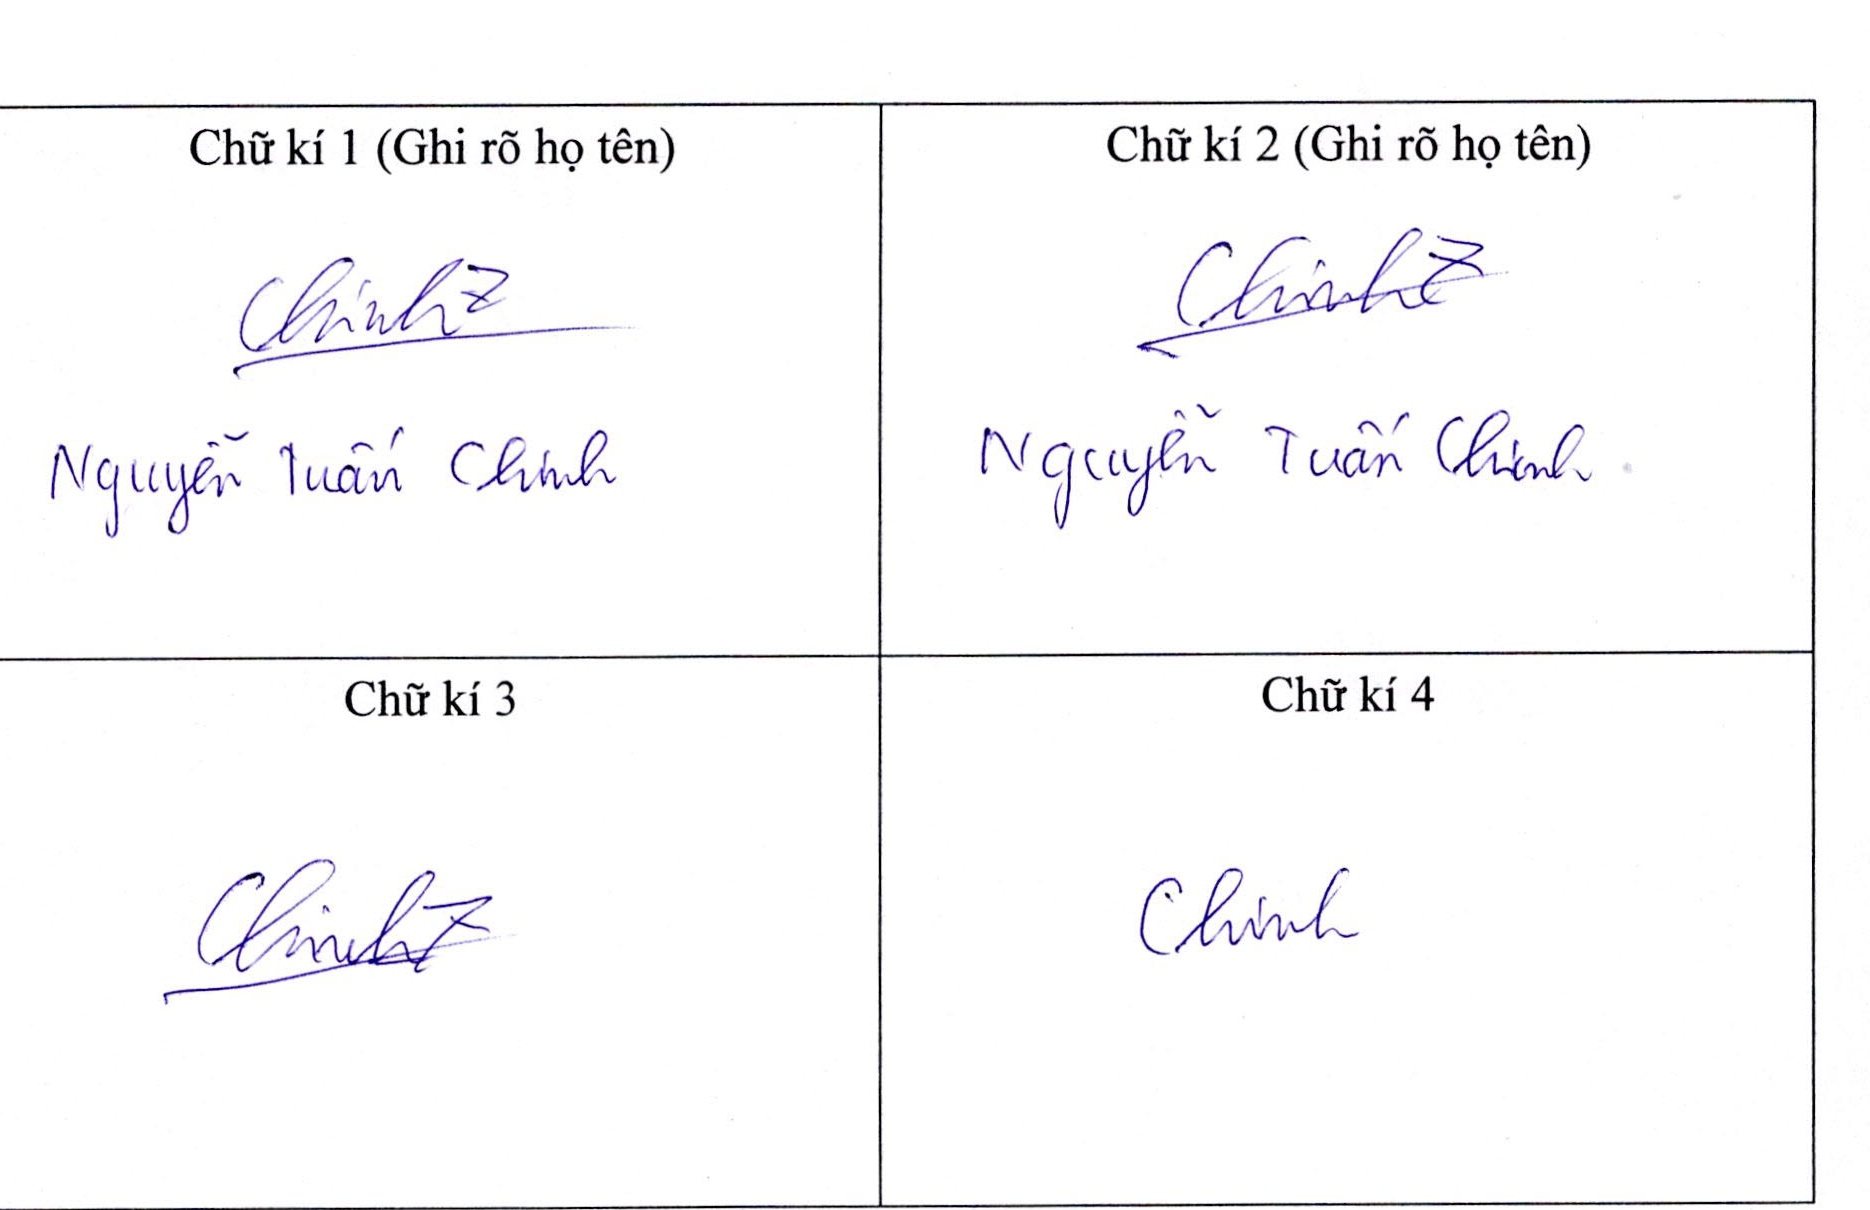 Chữ kí 1 (Ghi rõ họ tên)
Chinh
Nguyễn Tuấn Chinh
Chữ kí 2 (Ghi rõ họ tên)
Chinh
Nguyễn Tuấn Chinh
Chữ kí 3
Chinh
Chữ kí 4
Chinh